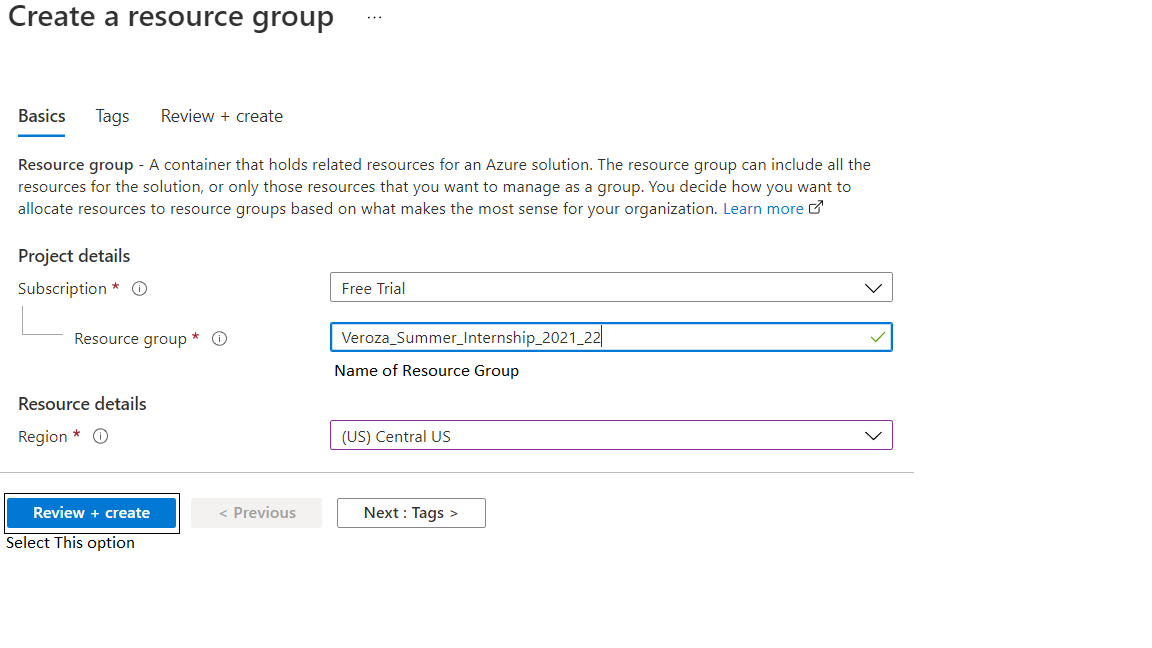 Create a resource group ...
Basics Tags Review + create
Resource group - A container that holds related resources for an Azure solution. The resource group can include all the
resources for the solution, or only those resources that you want to manage as a group. You decide how you want to
allocate resources to resource groups based on what makes the most sense for your organization. Learn more
Project details
Subscription * Free Trial
Resource group * Veroza_Summer_Internship_2021_22
Name of Resource Group
Resource details
Region * (US) Central US
Review + create < Previous Next : Tags >
Select This option